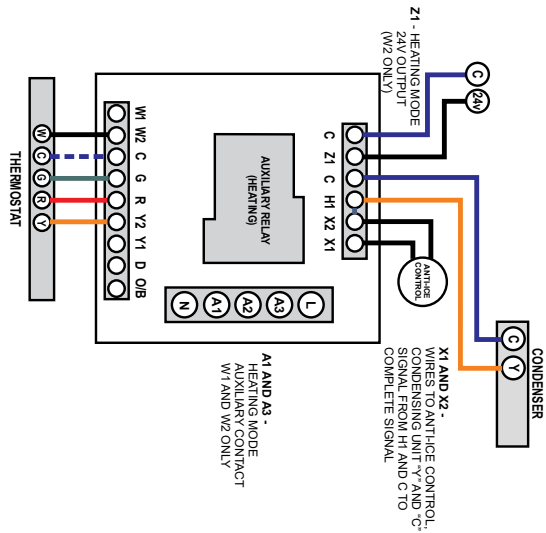 Z1 - HEATING MODE
24V OUTPUT
(W2 ONLY)
C
24v
CONDENSER
C
Y
C
Z1
C
H1
X2
X1
ANTI-ICE
CONTROL
X1 AND X2 -
WIRES TO ANTI-ICE CONTROL,
CONDENSING UNIT "Y" AND "C"
SIGNAL FROM H1 AND C TO
COMPLETE SIGNAL
AUXILIARY RELAY
(HEATING)
W1
W2
C
G
R
Y2
Y1
D
O/B
N
A1
A2
A3
L
A1 AND A3 -
HEATING MODE
AUXILIARY CONTACT
W1 AND W2 ONLY
W
C
G
R
Y
THERMOSTAT